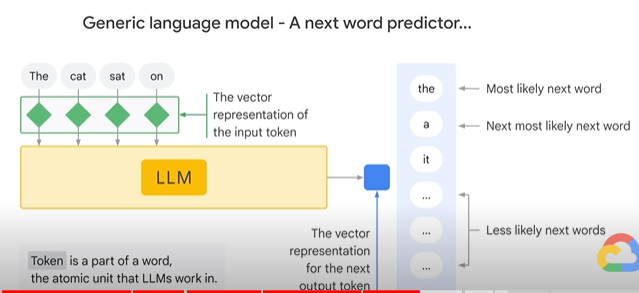 Generic language model - A next word predictor...
The cat sat on
The vector
representation of
the input token
LLM
the
a
it
...
...
...
Most likely next word
Next most likely next word
Less likely next words
The vector
representation
for the next
output token
Token is a part of a word,
the atomic unit that LLMs work in.